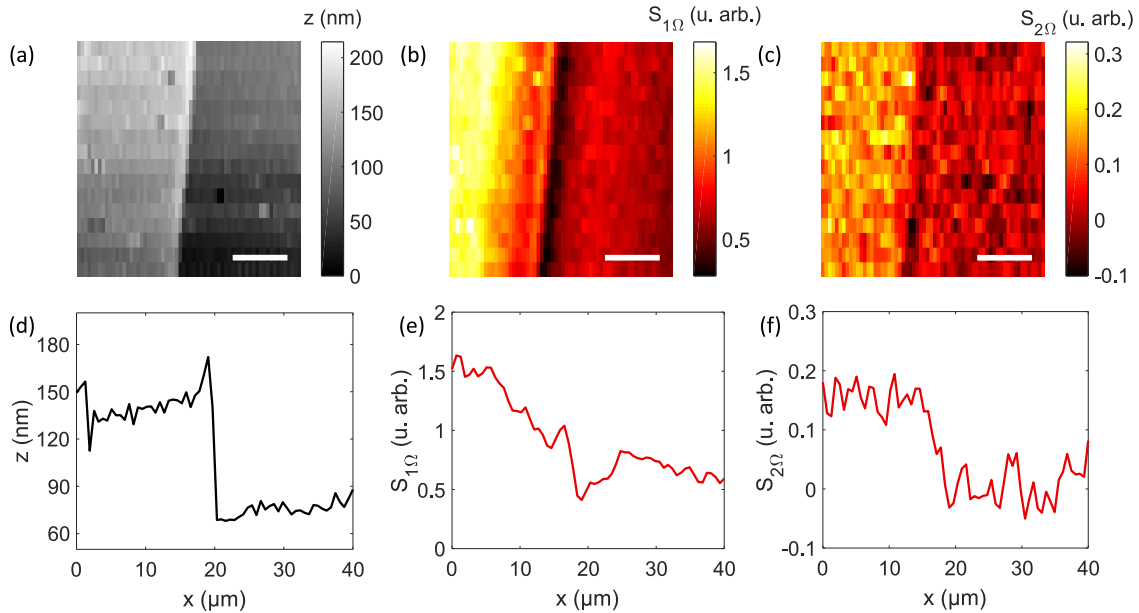 z (nm)
(a)
200
150
100
50
0
S1Ω (u. arb.)
(b)
1.5
1
0.5
S2Ω (u. arb.)
(c)
0.3
0.2
0.1
0
-0.1
(d)
z (nm)
180
150
120
90
60
0 10 20 30 40
x (µm)
(e)
S1Ω (u. arb.)
2
1.5
1
0.5
0
0 10 20 30 40
x (µm)
(f)
S2Ω (u. arb.)
0.3
0.2
0.1
0
-0.1
0 10 20 30 40
x (µm)